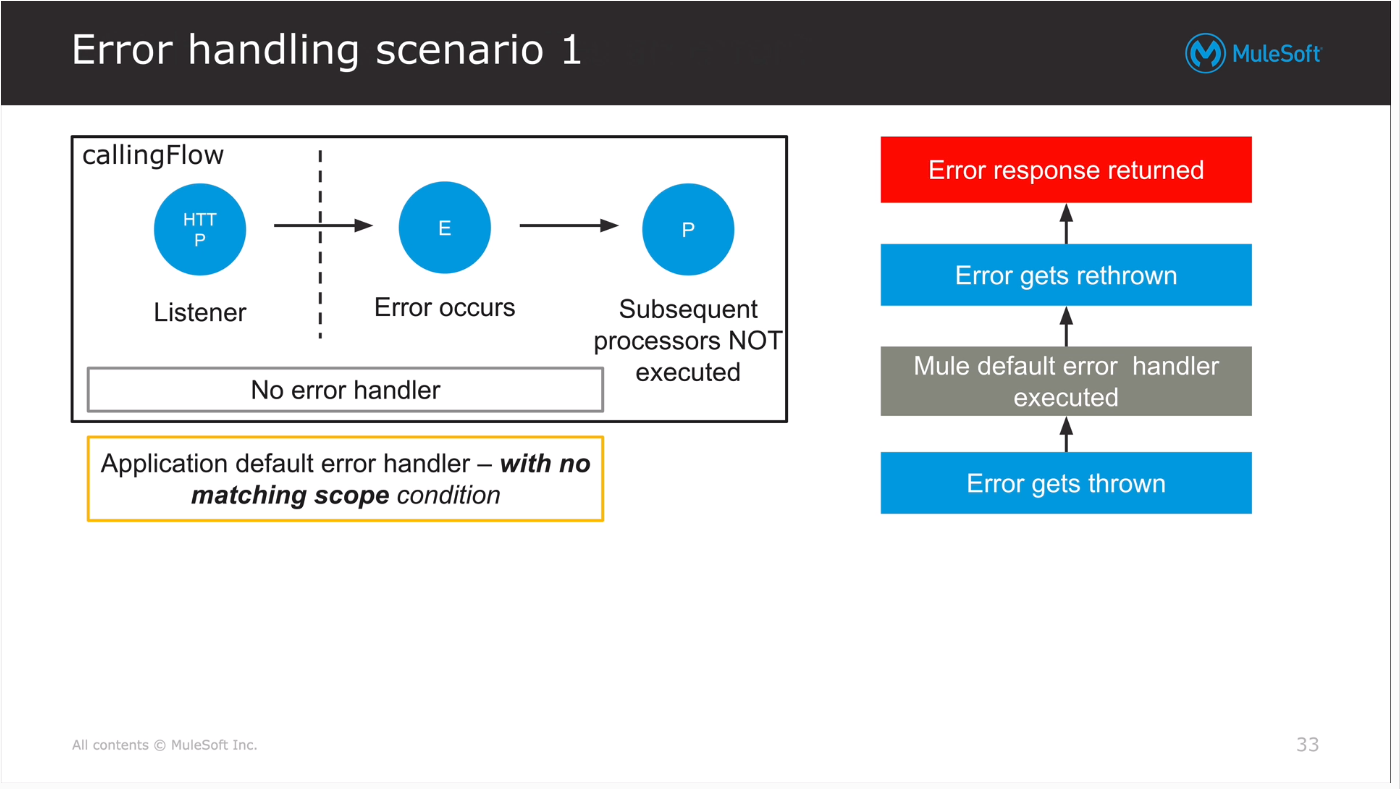 Error handling scenario 1
MuleSoft
callingFlow
HTT
P
E
P
Listener
Error occurs
Subsequent
processors NOT
executed
No error handler
Application default error handler – with no
matching scope condition
Error response returned
Error gets rethrown
Mule default error  handler
executed
Error gets thrown
All contents © MuleSoft Inc.
33